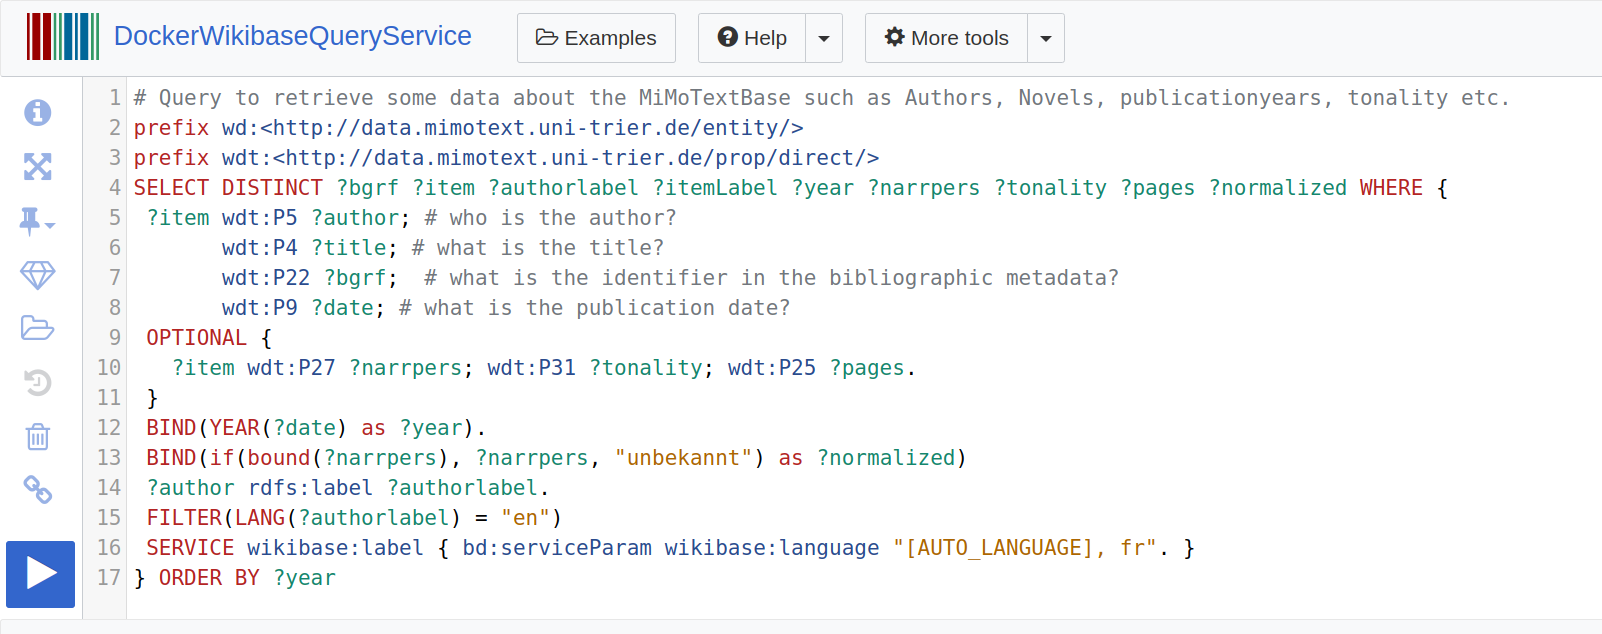 DockerWikibaseQueryService Examples Help More tools
1 # Query to retrieve some data about the MiMoTextBase such as Authors, Novels, publicationyears, tonality etc.
2 prefix wd:<http://data.mimotext.uni-trier.de/entity/>
3 prefix wdt:<http://data.mimotext.uni-trier.de/prop/direct/>
4 SELECT DISTINCT ?bgrf ?item ?authorlabel ?itemLabel ?year ?narrpers ?tonality ?pages ?normalized WHERE {
5 ?item wdt:P5 ?author; # who is the author?
6 wdt:P4 ?title; # what is the title?
7 wdt:P22 ?bgrf; # what is the identifier in the bibliographic metadata?
8 wdt:P9 ?date; # what is the publication date?
9 OPTIONAL {
10 ?item wdt:P27 ?narrpers; wdt:P31 ?tonality; wdt:P25 ?pages.
11 }
12 BIND(YEAR(?date) as ?year).
13 BIND(if(bound(?narrpers), ?narrpers, "unbekannt") as ?normalized)
14 ?author rdfs:label ?authorlabel.
15 FILTER(LANG(?authorlabel) = "en")
16 SERVICE wikibase:label { bd:serviceParam wikibase:language "[AUTO_LANGUAGE], fr". }
17 } ORDER BY ?year